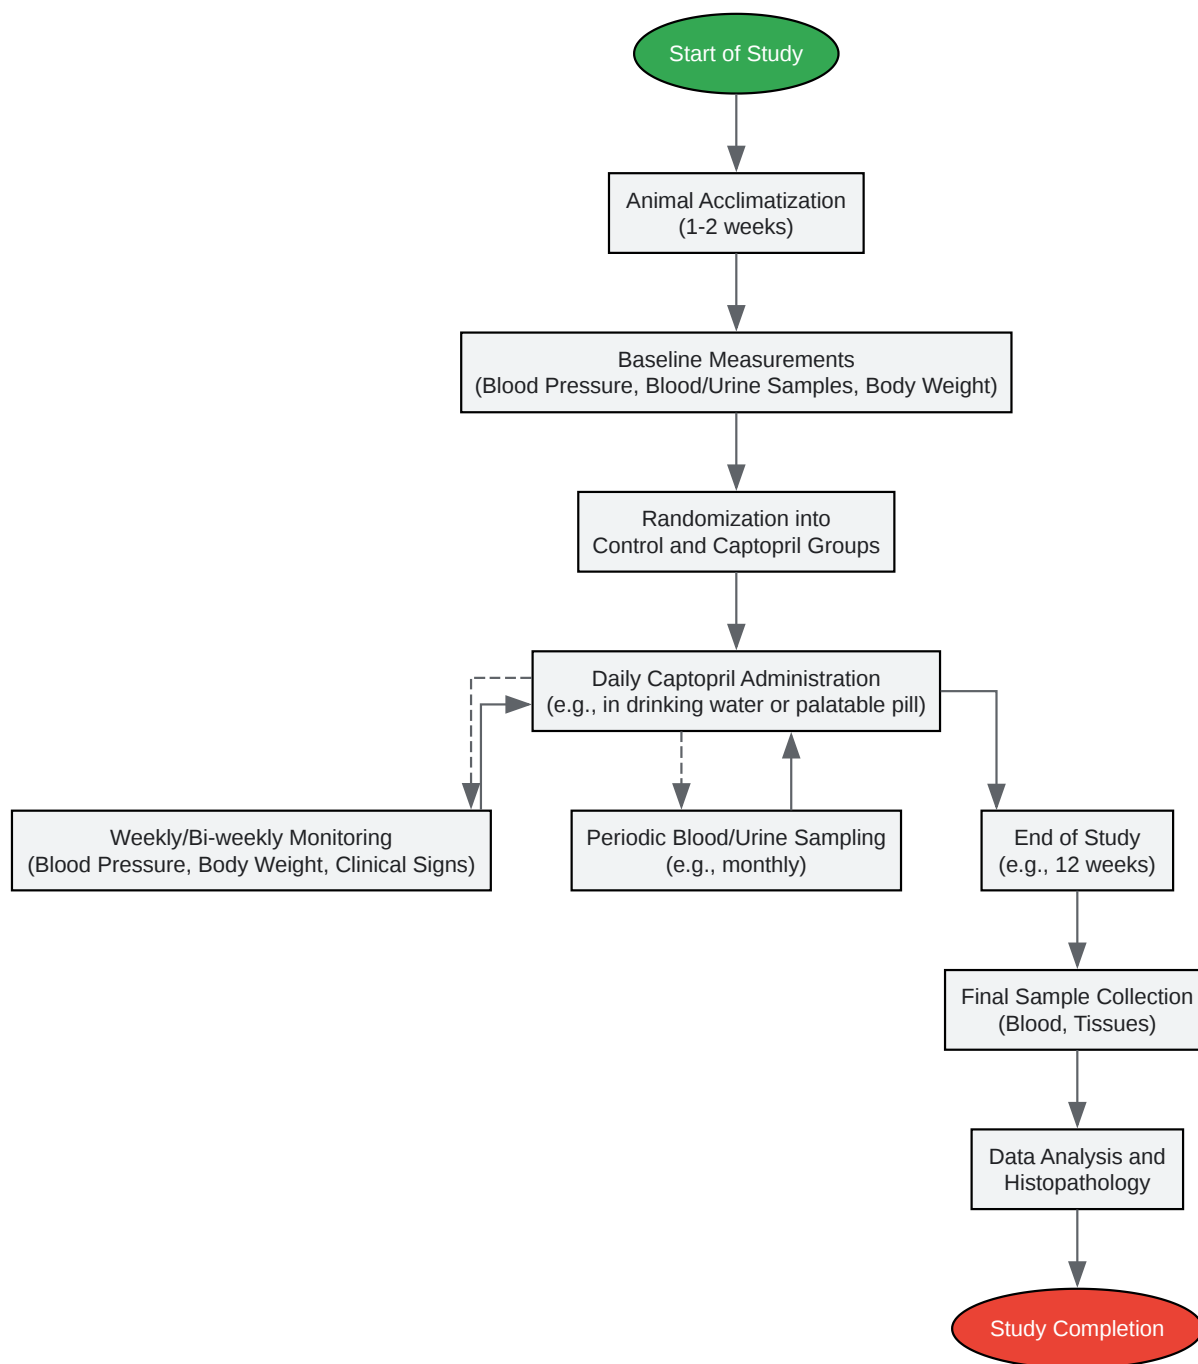 Start of Study
Animal Acclimatization
(1-2 weeks)
Baseline Measurements
(Blood Pressure, Blood/Urine Samples, Body Weight)
Randomization into
Control and Captopril Groups
Daily Captopril Administration
(e.g., in drinking water or palatable pill)
Weekly/Bi-weekly Monitoring
(Blood Pressure, Body Weight, Clinical Signs)
Periodic Blood/Urine Sampling
(e.g., monthly)
End of Study
(e.g., 12 weeks)
Final Sample Collection
(Blood, Tissues)
Data Analysis and
Histopathology
Study Completion